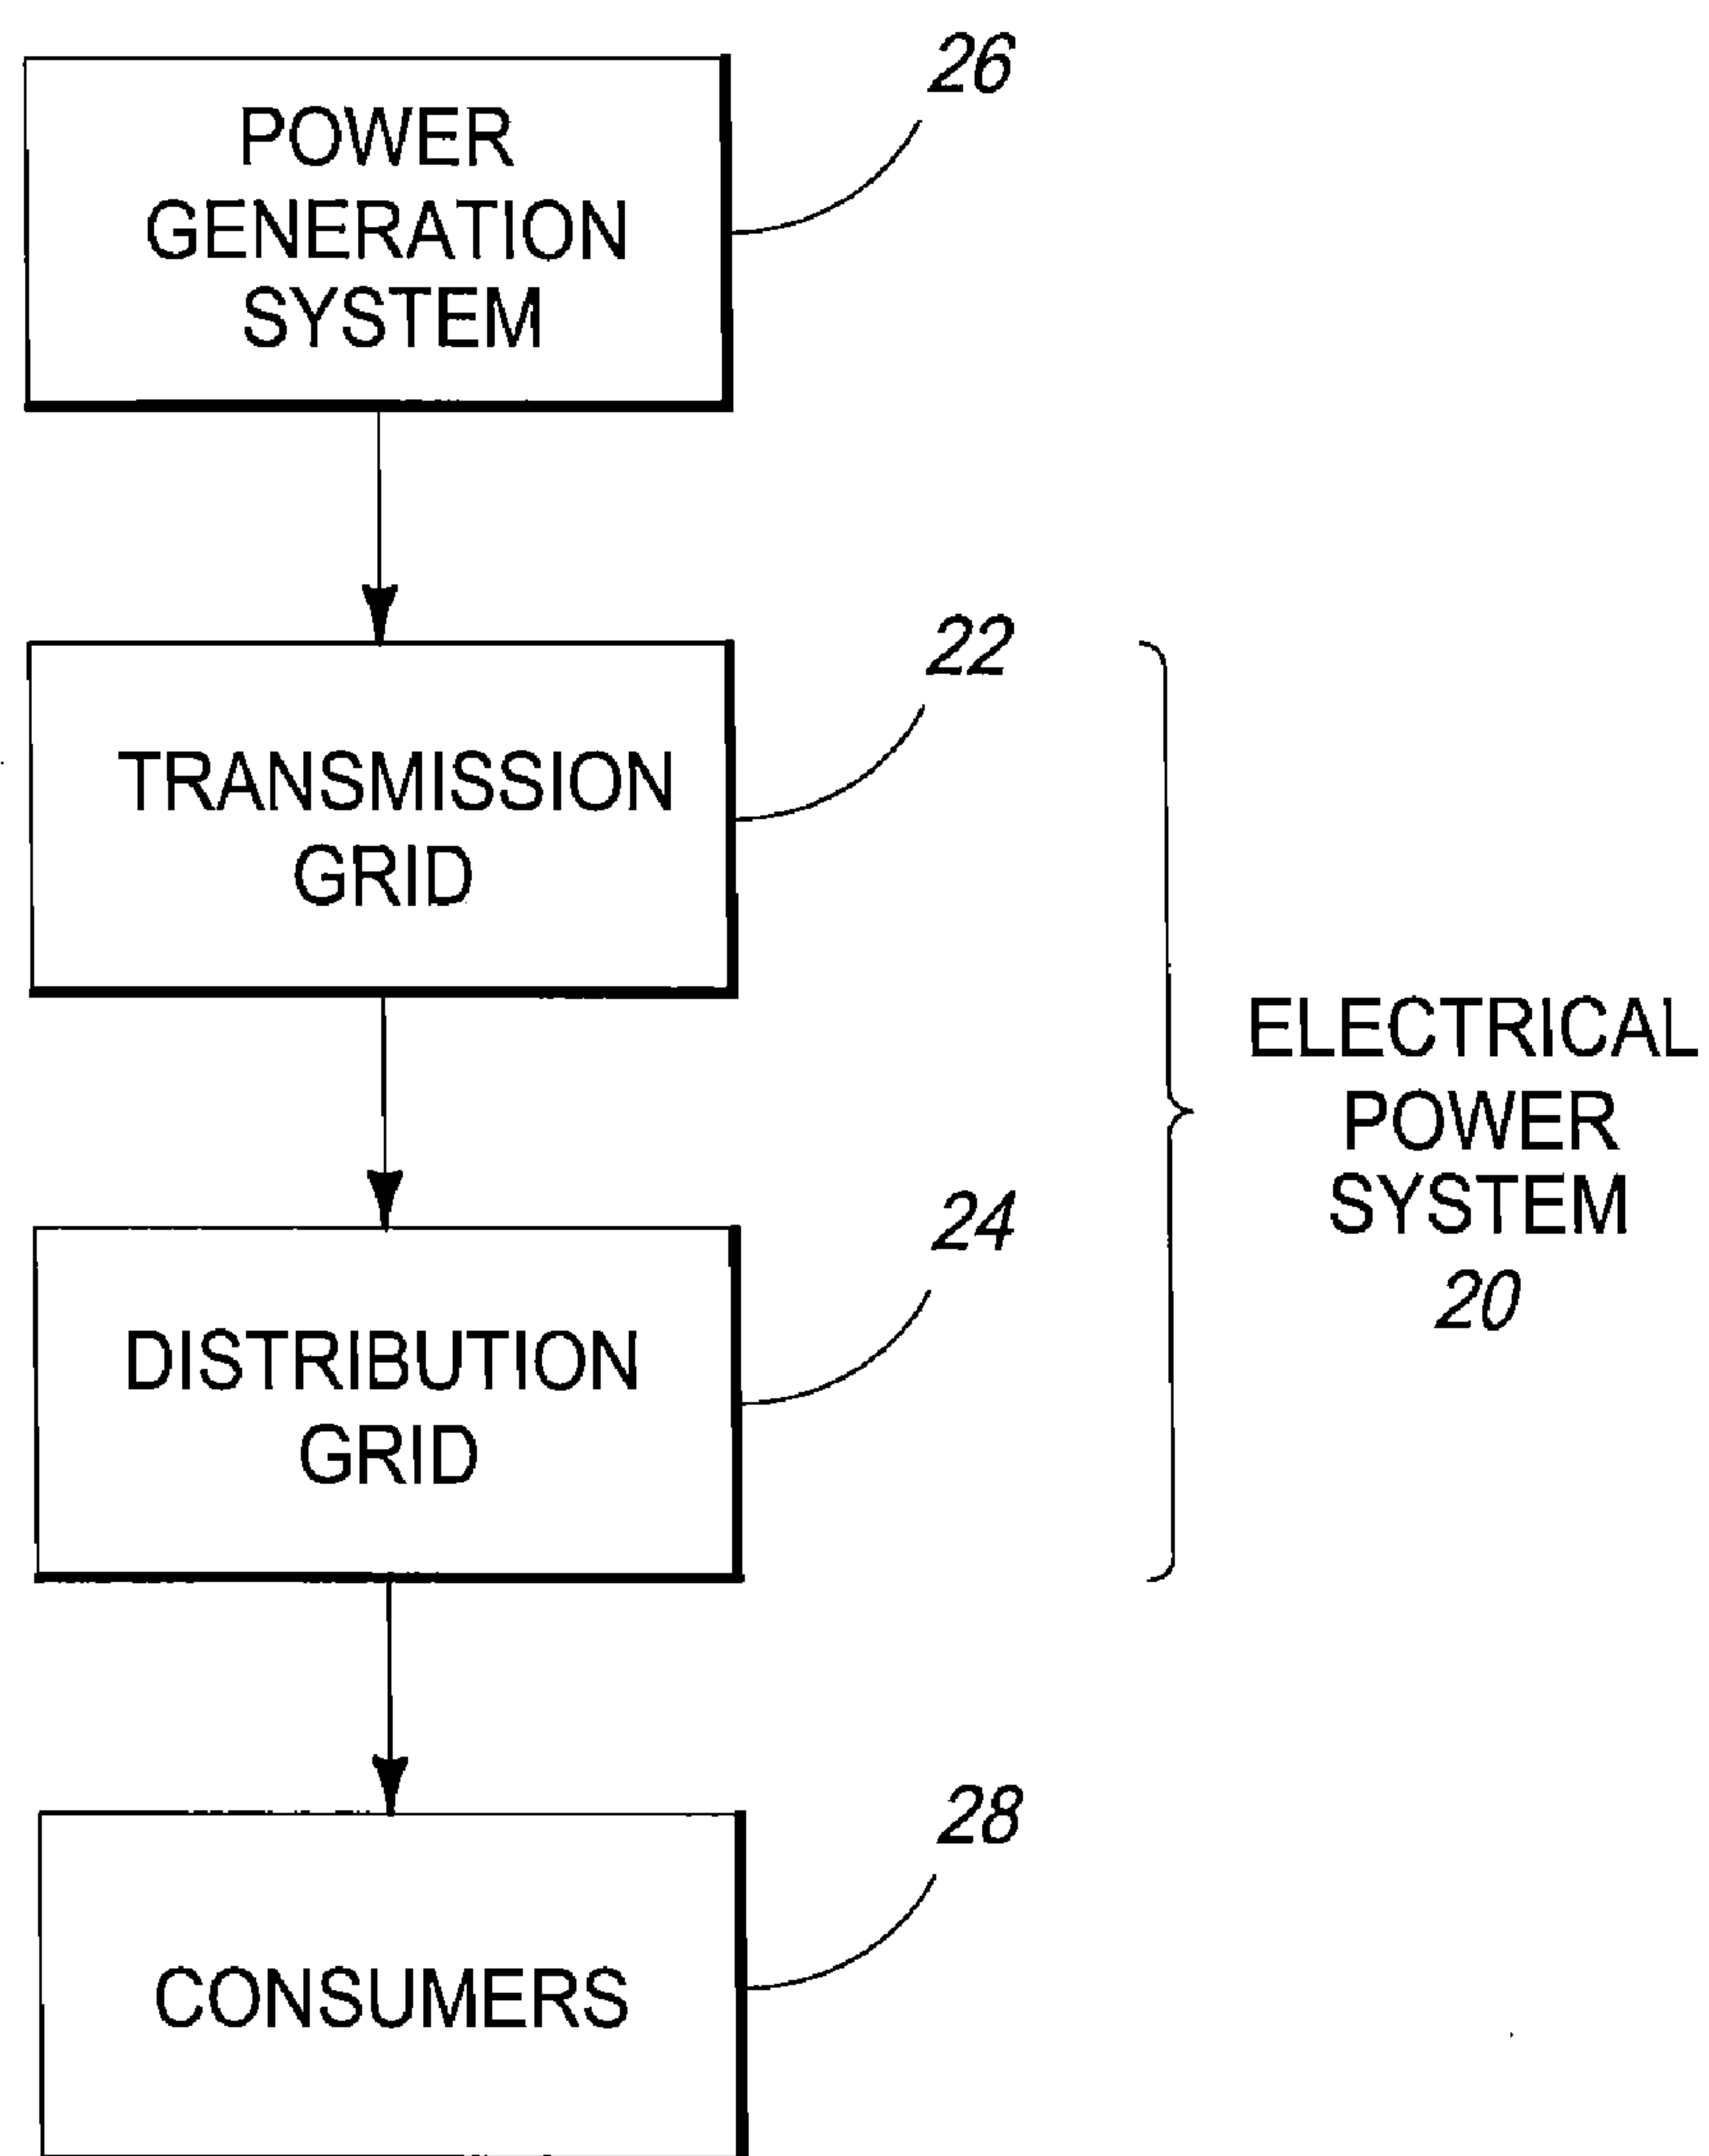 26
POWER
GENERATION
SYSTEM
22
TRANSMISSION
GRID
ELECTRICAL
POWER
SYSTEM
20
24
DISTRIBUTION
GRID
28
CONSUMERS